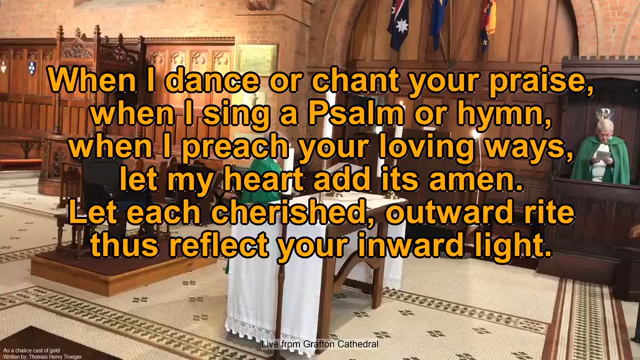 When I dance or chant your praise,
when I sing a Psalm or hymn,
when I preach your loving ways,
let my heart add its amen.
Let each cherished, outward rite
thus reflect your inward light.
As a chalice cast of gold
Written by: Thomas Henry Troeger
Live from Grafton Cathedral